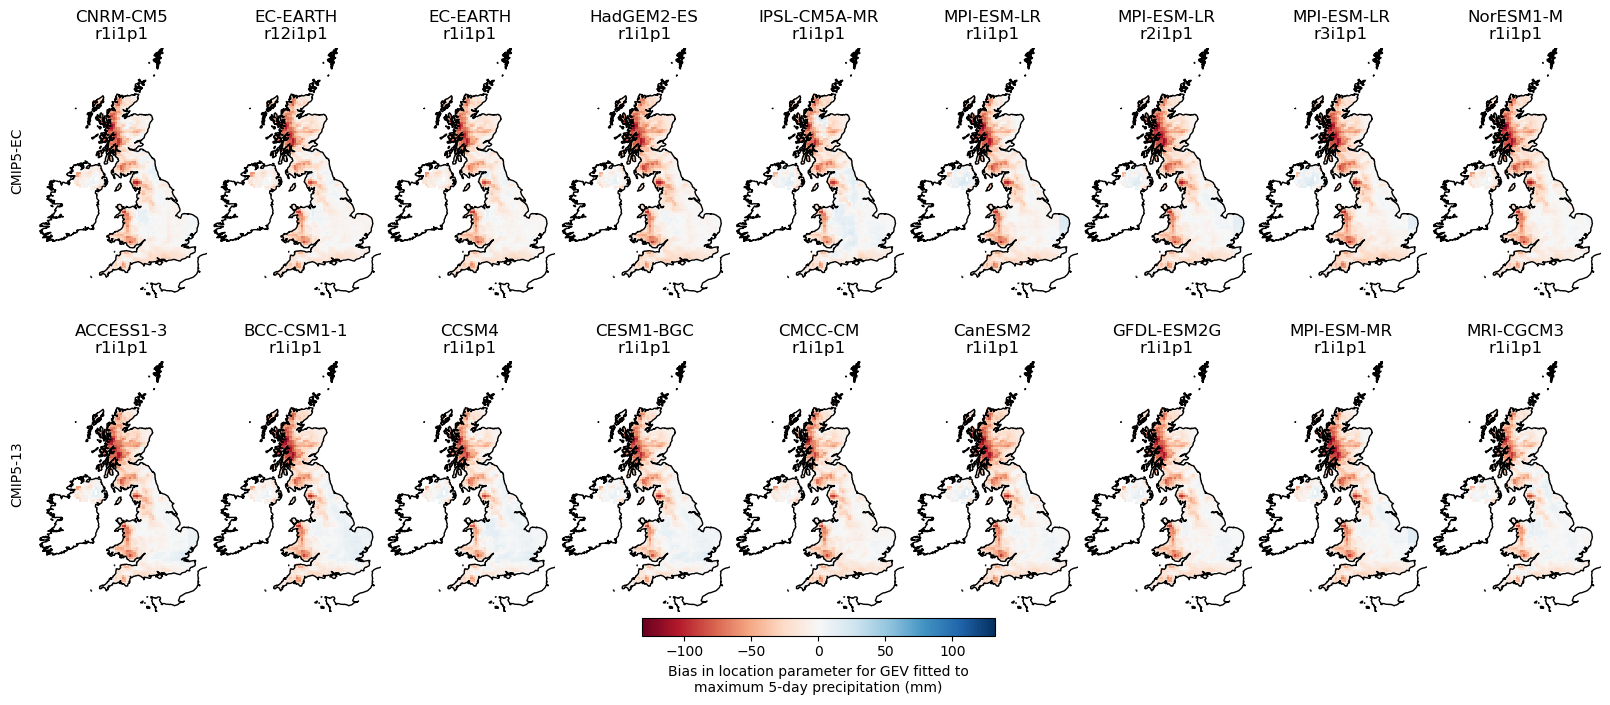 CNRM-CM5
r1i1p1
EC-EARTH
r12i1p1
EC-EARTH
r1i1p1
HadGEM2-ES
r1i1p1
IPSL-CM5A-MR
r1i1p1
MPI-ESM-LR
r1i1p1
MPI-ESM-LR
r2i1p1
MPI-ESM-LR
r3i1p1
NorESM1-M
r1i1p1
CMIP5-EC
ACCESS1-3
r1i1p1
BCC-CSM1-1
r1i1p1
CCSM4
r1i1p1
CESM1-BGC
r1i1p1
CMCC-CM
r1i1p1
CanESM2
r1i1p1
GFDL-ESM2G
r1i1p1
MPI-ESM-MR
r1i1p1
MRI-CGCM3
r1i1p1
CMIP5-13
−100 −50 0 50 100
Bias in location parameter for GEV fitted to
maximum 5-day precipitation (mm)